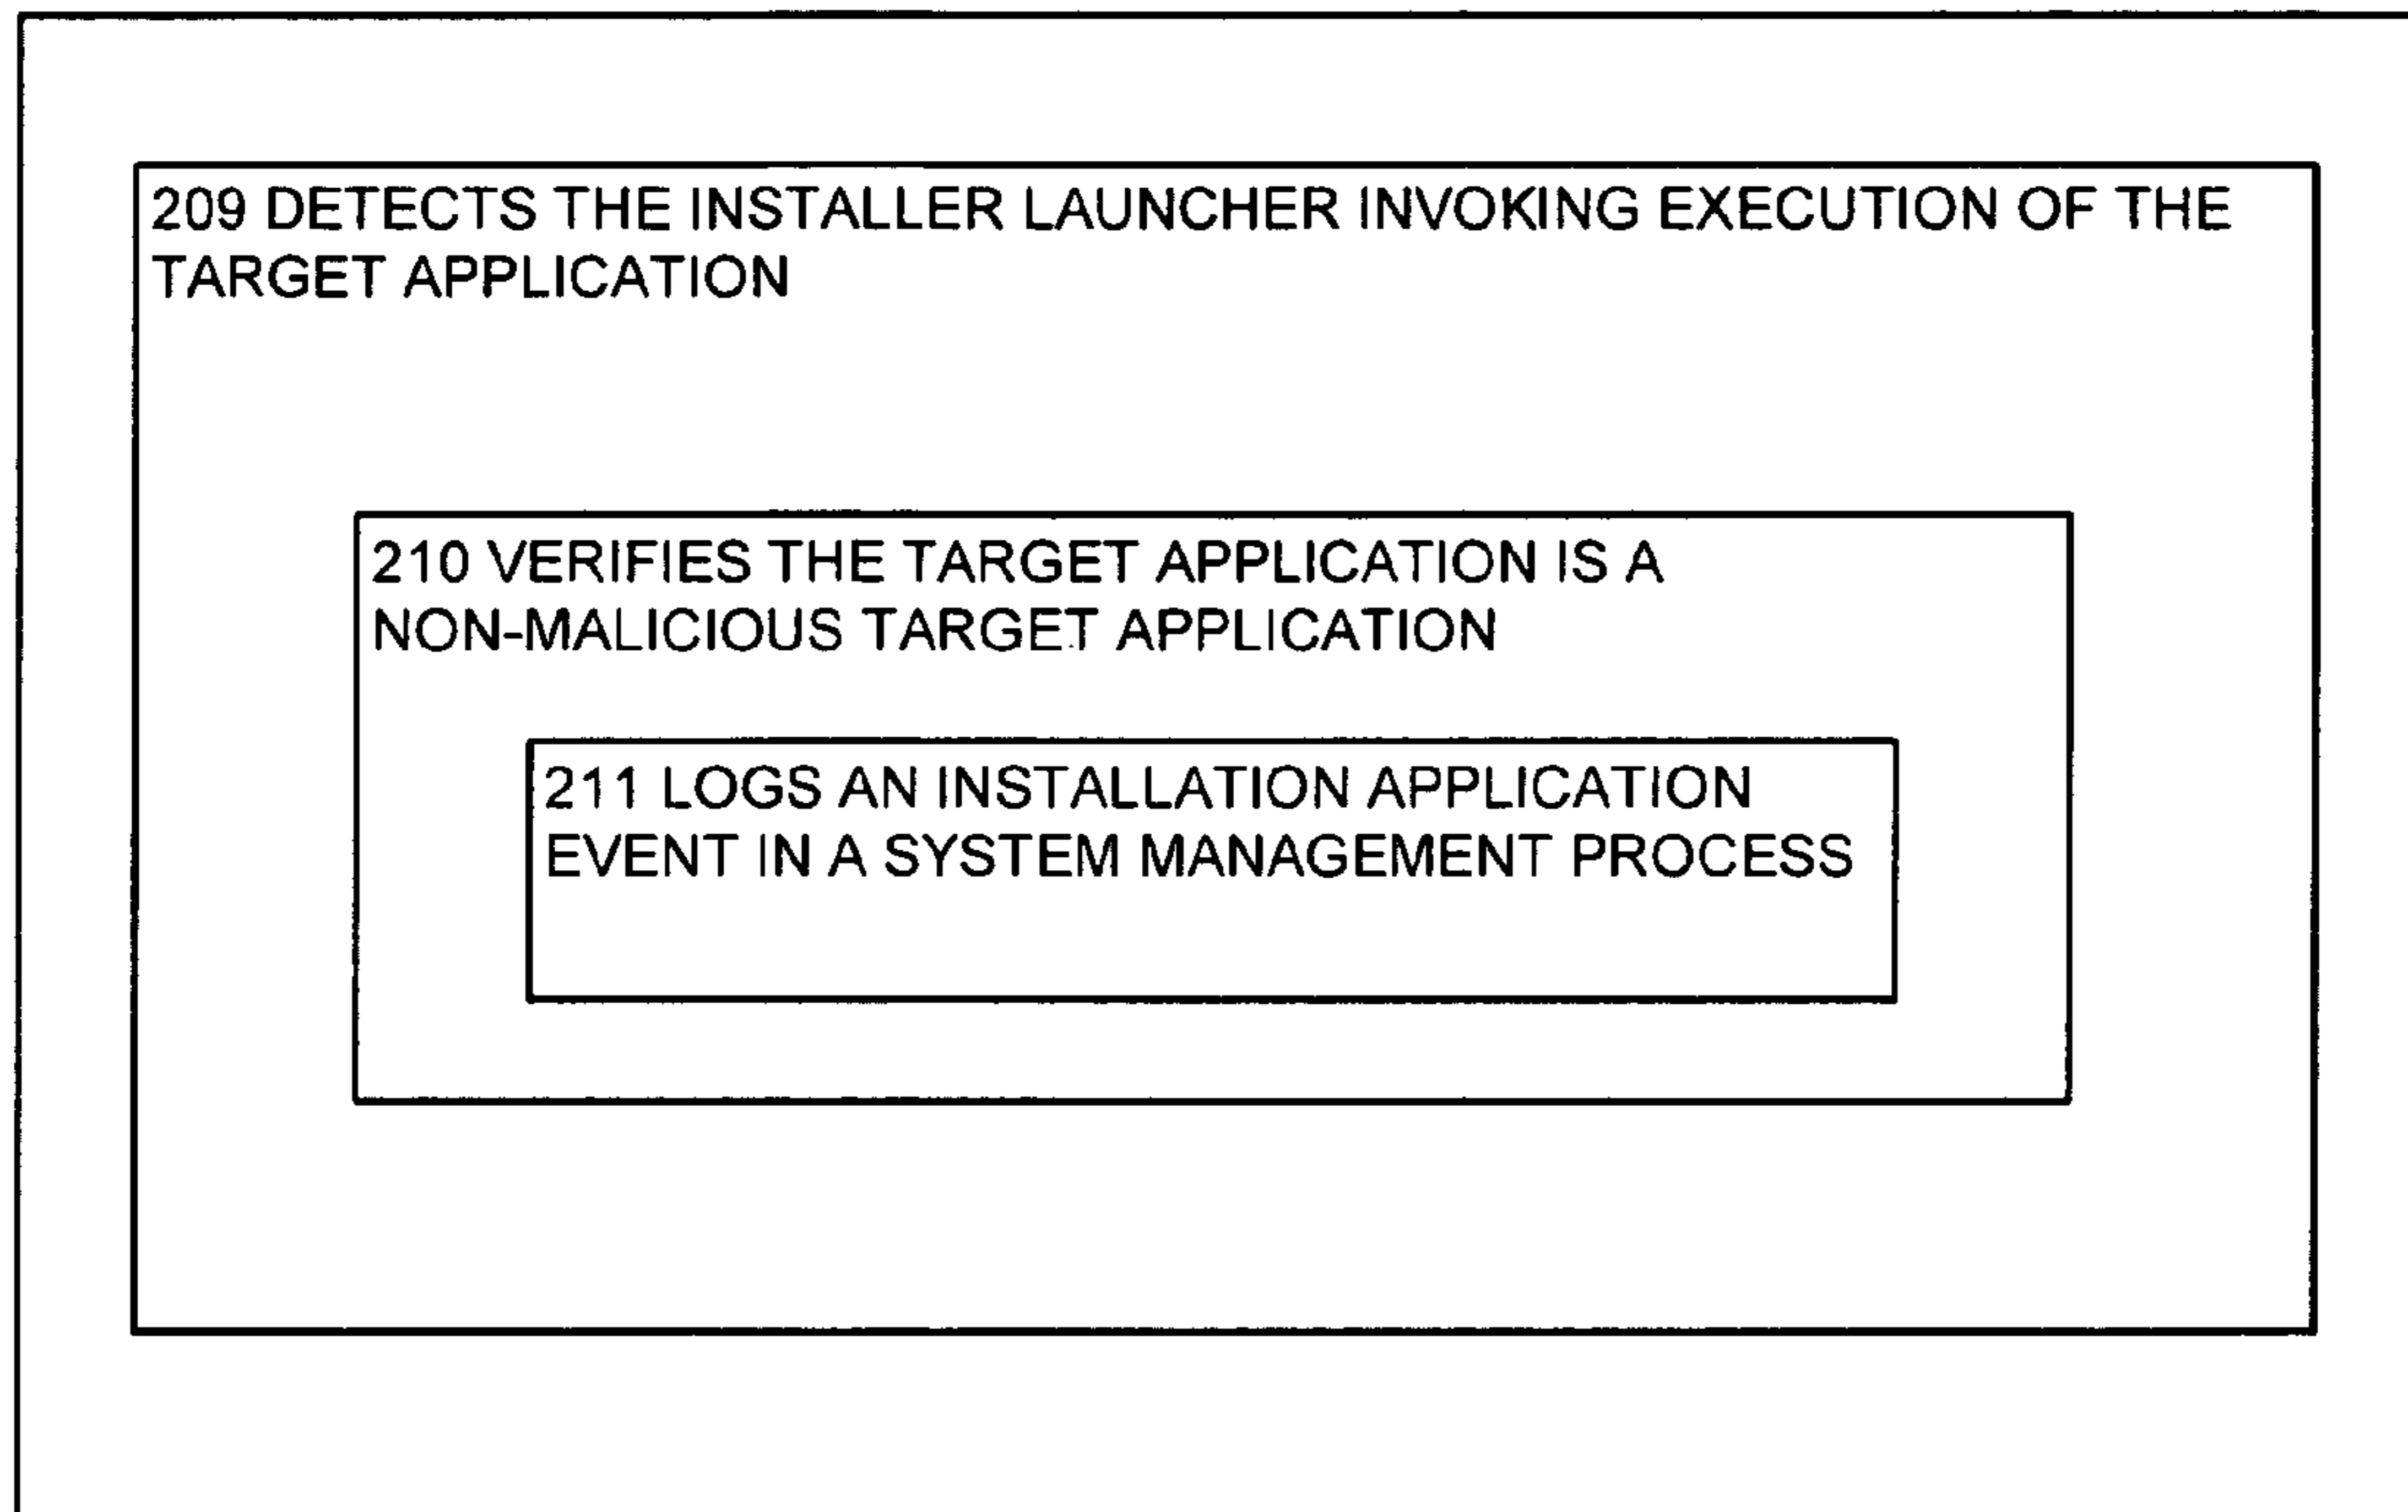 209 DETECTS THE INSTALLER LAUNCHER INVOKING EXECUTION OF THE
TARGET APPLICATION
210 VERIFIES THE TARGET APPLICATION IS A
NON-MALICIOUS TARGET APPLICATION
211 LOGS AN INSTALLATION APPLICATION
EVENT IN A SYSTEM MANAGEMENT PROCESS